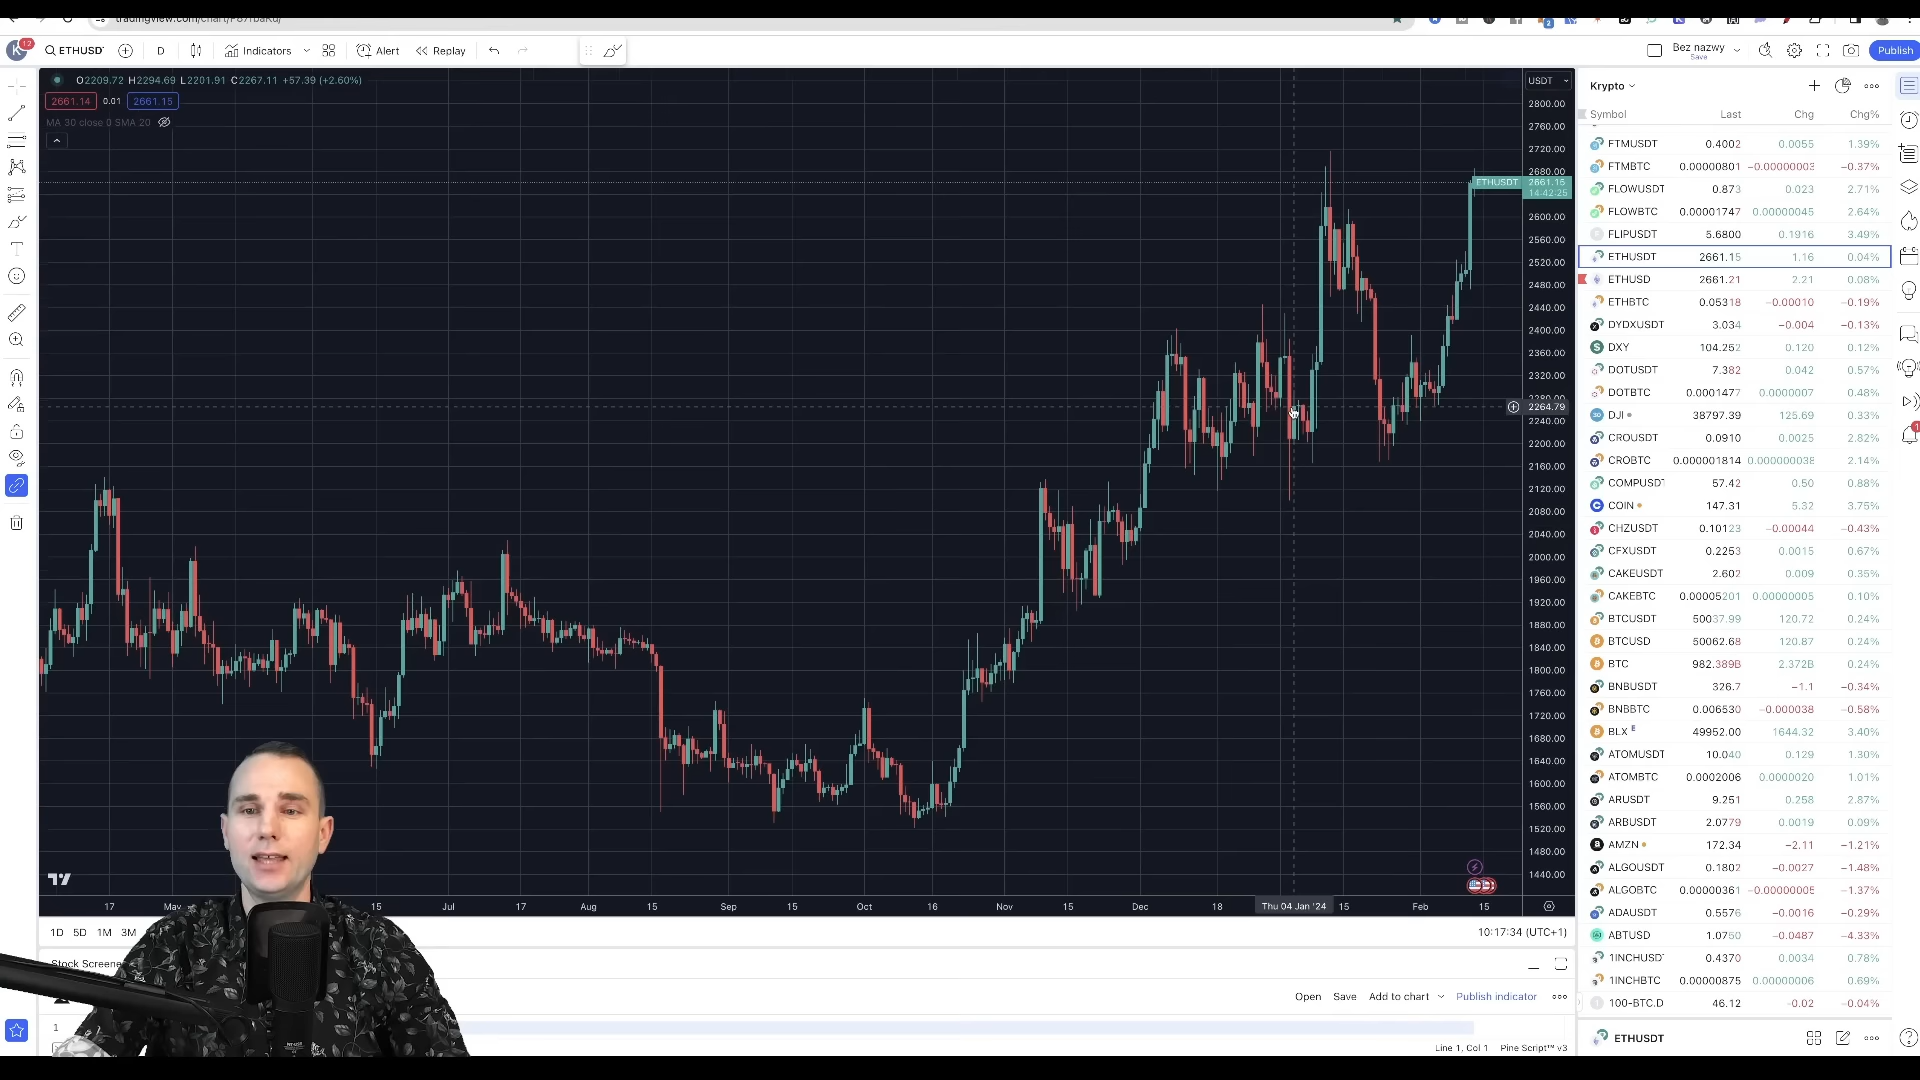 tradingview.com/chart/P87rbaKd/
K 12 ETHUSDT D Indicators Alert Replay Bez nazwy Save Publish
O2209.72 H2294.69 L2201.91 C2267.11 +57.39 (+2.60%)
2661.14 0.01 2661.15
MA 30 close 0 SMA 20
USDT
2800.00
2760.00
2720.00
2680.00
ETHUSDT 2661.15
14:42:25
2600.00
2560.00
2520.00
2480.00
2440.00
2400.00
2360.00
2320.00
2280.00
2264.79
2240.00
2200.00
2160.00
2120.00
2080.00
2040.00
2000.00
1960.00
1920.00
1880.00
1840.00
1800.00
1760.00
1720.00
1680.00
1640.00
1600.00
1560.00
1520.00
1480.00
1440.00
17 May 15 Jul 17 Aug 15 Sep 15 Oct 16 Nov 15 Dec 18 Thu 04 Jan '24 15 Feb 15
1D 5D 1M 3M
10:17:34 (UTC+1)
Stock Screene
Open Save Add to chart Publish indicator
1
Line 1, Col 1 Pine Script™ v3
Krypto
Symbol Last Chg Chg%
FTMUSDT 0.4002 0.0055 1.39%
FTMBTC 0.00000801 −0.00000003 −0.37%
FLOWUSDT 0.873 0.023 2.71%
FLOWBTC 0.00001747 0.00000045 2.64%
FLIPUSDT 5.6800 0.1916 3.49%
ETHUSDT 2661.15 1.16 0.04%
ETHUSD 2661.21 2.21 0.08%
ETHBTC 0.05318 −0.00010 −0.19%
DYDXUSDT 3.034 −0.004 −0.13%
DXY 104.252 0.120 0.12%
DOTUSDT 7.382 0.042 0.57%
DOTBTC 0.0001477 0.0000007 0.48%
DJI 38797.39 125.69 0.33%
CROUSDT 0.0910 0.0025 2.82%
CROBTC 0.000001814 0.000000038 2.14%
COMPUSDT 57.42 0.50 0.88%
COIN 147.31 5.32 3.75%
CHZUSDT 0.10123 −0.00044 −0.43%
CFXUSDT 0.2253 0.0015 0.67%
CAKEUSDT 2.602 0.009 0.35%
CAKEBTC 0.00005201 0.00000005 0.10%
BTCUSDT 50037.99 120.72 0.24%
BTCUSD 50062.68 120.87 0.24%
BTC 982.389B 2.372B 0.24%
BNBUSDT 326.7 −1.1 −0.34%
BNBBTC 0.006530 −0.000038 −0.58%
BLX E 49952.00 1644.32 3.40%
ATOMUSDT 10.040 0.129 1.30%
ATOMBTC 0.0002006 0.0000020 1.01%
ARUSDT 9.251 0.258 2.87%
ARBUSDT 2.0779 0.0019 0.09%
AMZN 172.34 −2.11 −1.21%
ALGOUSDT 0.1802 −0.0027 −1.48%
ALGOBTC 0.00000361 −0.00000005 −1.37%
ADAUSDT 0.5576 −0.0016 −0.29%
ABTUSD 1.0750 −0.0487 −4.33%
1INCHUSD 0.4370 0.0034 0.78%
1INCHBTC 0.00000875 0.00000006 0.69%
100-BTC.D 46.12 −0.02 −0.04%
ETHUSDT